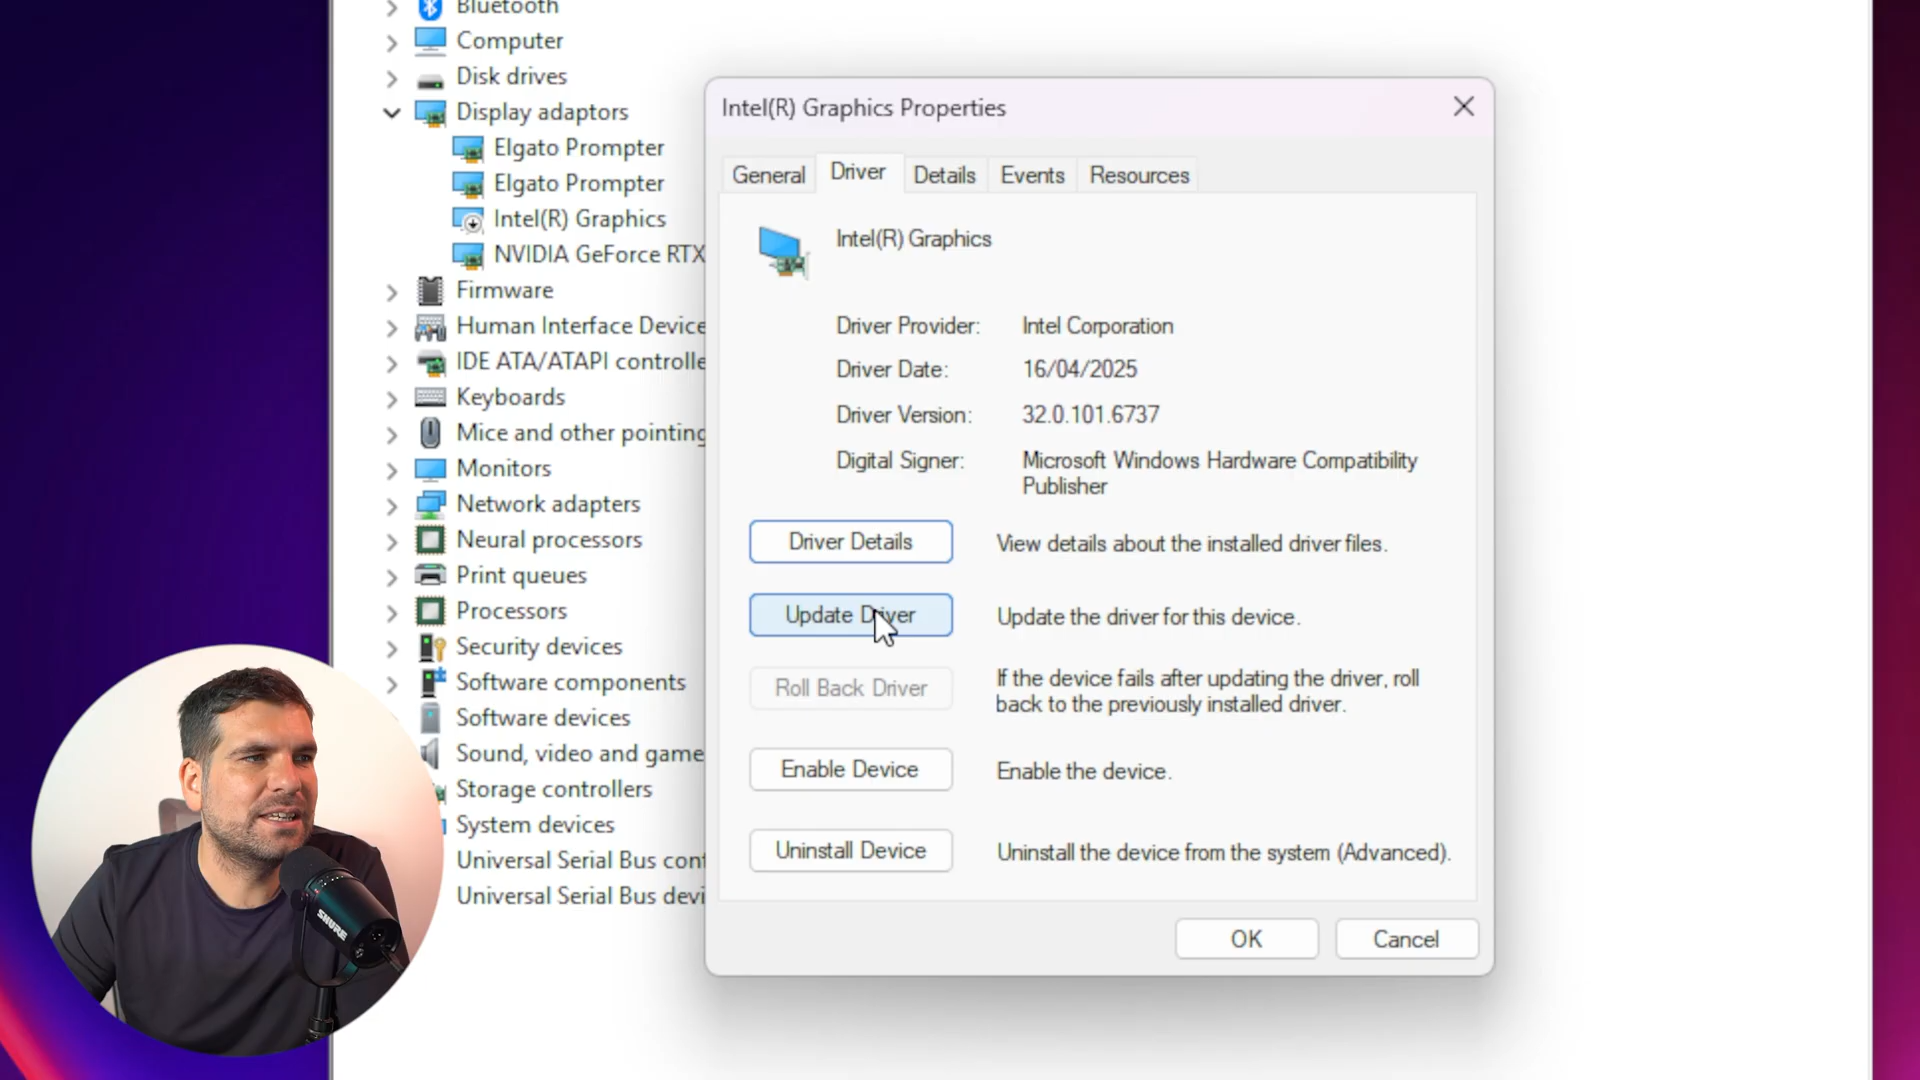 Bluetooth
Computer
Disk drives
Display adaptors
Elgato Prompter
Elgato Prompter
Intel(R) Graphics
NVIDIA GeForce RTX
Firmware
Human Interface Device
IDE ATA/ATAPI controlle
Keyboards
Mice and other pointing
Monitors
Network adapters
Neural processors
Print queues
Processors
Security devices
Software components
Software devices
Sound, video and game
Storage controllers
System devices
Universal Serial Bus cont
Universal Serial Bus devi
Intel(R) Graphics Properties
General Driver Details Events Resources
Intel(R) Graphics
Driver Provider: Intel Corporation
Driver Date: 16/04/2025
Driver Version: 32.0.101.6737
Digital Signer: Microsoft Windows Hardware Compatibility
Publisher
Driver Details View details about the installed driver files.
Update Driver Update the driver for this device.
Roll Back Driver If the device fails after updating the driver, roll
back to the previously installed driver.
Enable Device Enable the device.
Uninstall Device Uninstall the device from the system (Advanced).
OK Cancel
SHURE